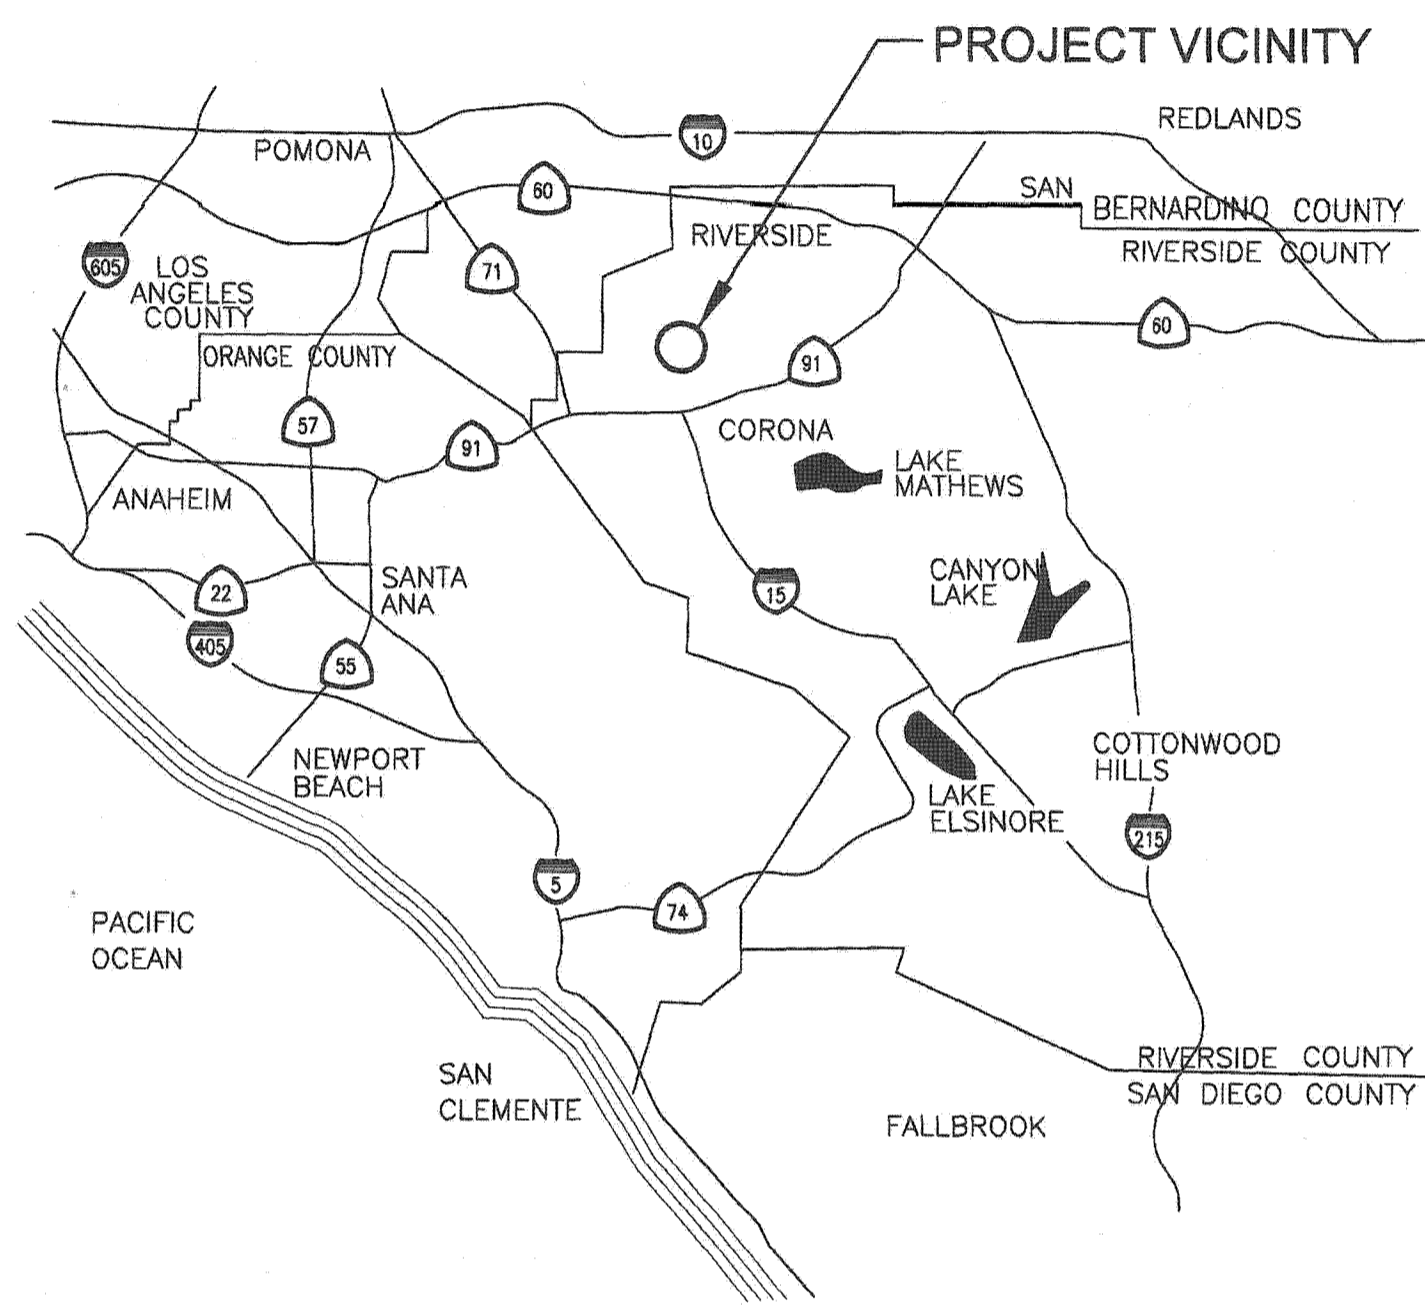 PROJECT VICINITY
REDLANDS
10
POMONA
60
SAN
BERNARDINO COUNTY
RIVERSIDE
RIVERSIDE COUNTY
605
LOS
ANGELES
COUNTY
71
60
ORANGE COUNTY
91
57
91
CORONA
LAKE
MATHEWS
ANAHEIM
CANYON
LAKE
22
SANTA
ANA
15
405
55
NEWPORT
BEACH
COTTONWOOD
HILLS
LAKE
ELSINORE
215
5
74
PACIFIC
OCEAN
SAN
CLEMENTE
RIVERSIDE COUNTY
SAN DIEGO COUNTY
FALLBROOK